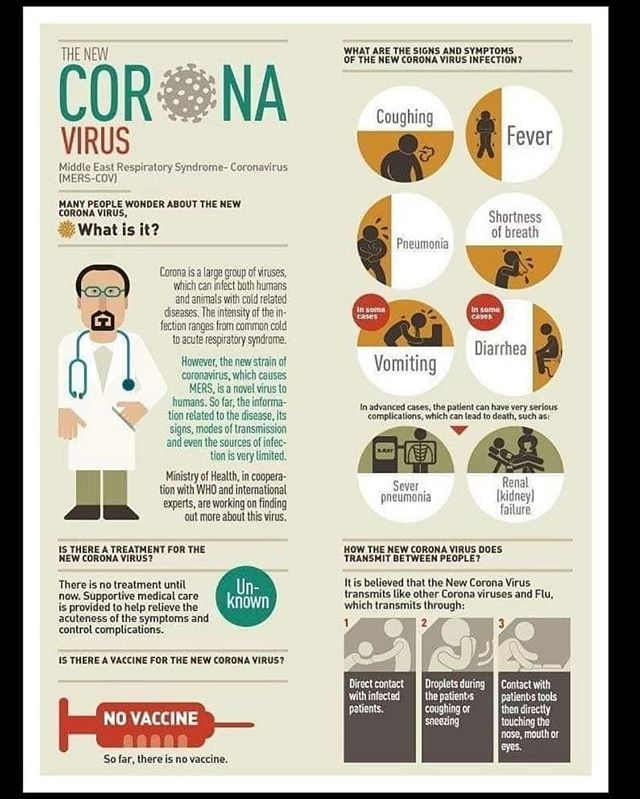 THE NEW
CORONA
VIRUS
Middle East Respiratory Syndrome- Coronavirus
(MERS-COV)
MANY PEOPLE WONDER ABOUT THE NEW
CORONA VIRUS,
What is it?
Corona is a large group of viruses,
which can infect both humans
and animals with cold related
diseases. The intensity of the in-
fection ranges from common cold
to acute respiratory syndrome.
However, the new strain of
coronavirus, which causes
MERS, is a novel virus to
humans. So far, the informa-
tion related to the disease, its
signs, modes of transmission
and even the sources of infec-
tion is very limited.
Ministry of Health, in coopera-
tion with WHO and international
experts, are working on finding
out more about this virus.
IS THERE A TREATMENT FOR THE
NEW CORONA VIRUS?
There is no treatment until
now. Supportive medical care
is provided to help relieve the
acuteness of the symptoms and
control complications.
Un-
known
IS THERE A VACCINE FOR THE NEW CORONA VIRUS?
NO VACCINE
So far, there is no vaccine.
WHAT ARE THE SIGNS AND SYMPTOMS
OF THE NEW CORONA VIRUS INFECTION?
Coughing
Fever
Pneumonia
Shortness
of breath
In some
cases
Vomiting
In some
cases
Diarrhea
In advanced cases, the patient can have very serious
complications, which can lead to death, such as:
X-RAY
Sever
pneumonia
Renal
(kidney)
failure
HOW THE NEW CORONA VIRUS DOES
TRANSMIT BETWEEN PEOPLE?
It is believed that the New Corona Virus
transmits like other Corona viruses and Flu,
which transmits through:
1
Direct contact
with infected
patients.
2
Droplets during
the patient›s
coughing or
sneezing
3
Contact with
patient›s tools
then directly
touching the
nose, mouth or
eyes.